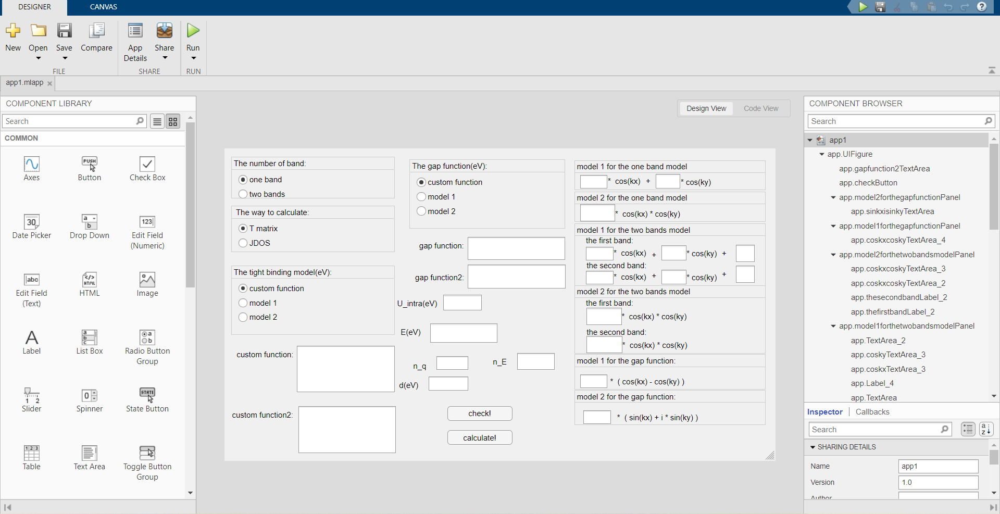 DESIGNER CANVAS
New Open Save Compare App Details Share Run
FILE SHARE RUN
app1.mlapp
COMPONENT LIBRARY
Search
COMMON
Axes Button Check Box
PUSH
Date Picker Drop Down Edit Field (Numeric)
30 a b 123
Edit Field (Text) HTML Image
abc </> HTML
Label List Box Radio Button Group
A a b c a b
Slider Spinner State Button
1 2 0 STATE
Table Text Area Toggle Button Group
1 2 3
Design View Code View
The number of band:
one band
two bands
The way to calculate:
T matrix
JDOS
The tight binding model(eV):
custom function
model 1
model 2
custom function:
custom function2:
The gap function(eV):
custom function
model 1
model 2
gap function:
gap function2:
U_intra(eV)
E(eV)
n_q n_E
d(eV)
check!
calculate!
model 1 for the one band model
* cos(kx) + * cos(ky)
model 2 for the one band model
* cos(kx) * cos(ky)
model 1 for the two bands model
the first band:
* cos(kx) + * cos(ky) +
the second band:
* cos(kx) + * cos(ky) +
model 2 for the two bands model
the first band:
* cos(kx) * cos(ky)
the second band:
* cos(kx) * cos(ky)
model 1 for the gap function:
* ( cos(kx) - cos(ky) )
model 2 for the gap function:
* ( sin(kx) + i * sin(ky) )
COMPONENT BROWSER
Search
app1
app.UIFigure
app.gapfunction2TextArea
app.checkButton
app.model2forthegapfunctionPanel
app.sinkxisinkyTextArea
app.model1forthegapfunctionPanel
app.coskxcoskyTextArea_4
app.model2forthetwobandsmodelPanel
app.coskxcoskyTextArea_3
app.coskxcoskyTextArea_2
app.thesecondbandLabel_2
app.thefirstbandLabel_2
app.model1forthetwobandsmodelPanel
app.TextArea_2
app.coskyTextArea_3
app.coskxTextArea_3
app.Label_4
app.TextArea
Inspector Callbacks
Search
a z
SHARING DETAILS
Name app1
Version 1.0
Author